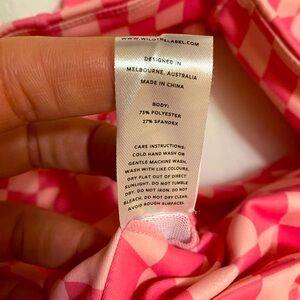 WWW.WILDTHELABEL.COM
DESIGNED IN
MELBOURNE, AUSTRALIA
MADE IN CHINA
BODY:
73% POLYESTER
27% SPANDEX
CARE INSTRUCTIONS:
COLD HAND WASH OR
GENTLE MACHINE WASH.
WASH WITH LIKE COLOURS.
DRY FLAT OUT OF DIRECT
SUNLIGHT. DO NOT TUMBLE
DRY. DO NOT IRON. DO NOT
BLEACH. DO NOT DRY CLEAN.
AVOID ROUGH SURFACES.